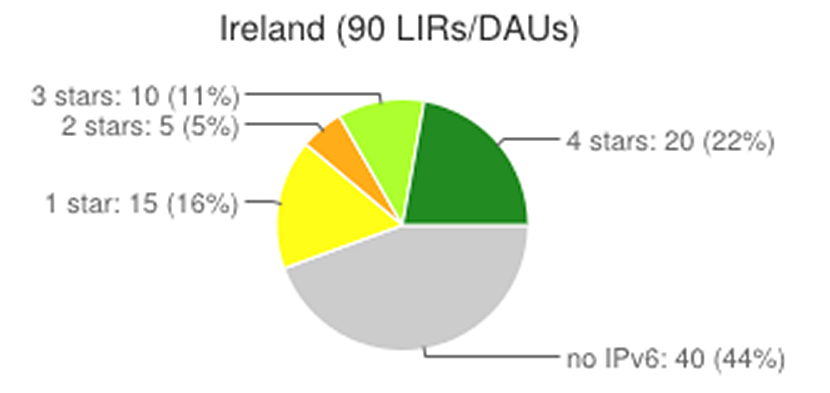 Ireland (90 LIRs/DAUs)
3 stars: 10 (11%)
2 stars: 5 (5%)
4 stars: 20 (22%)
1 star: 15 (16%)
no IPv6: 40 (44%)